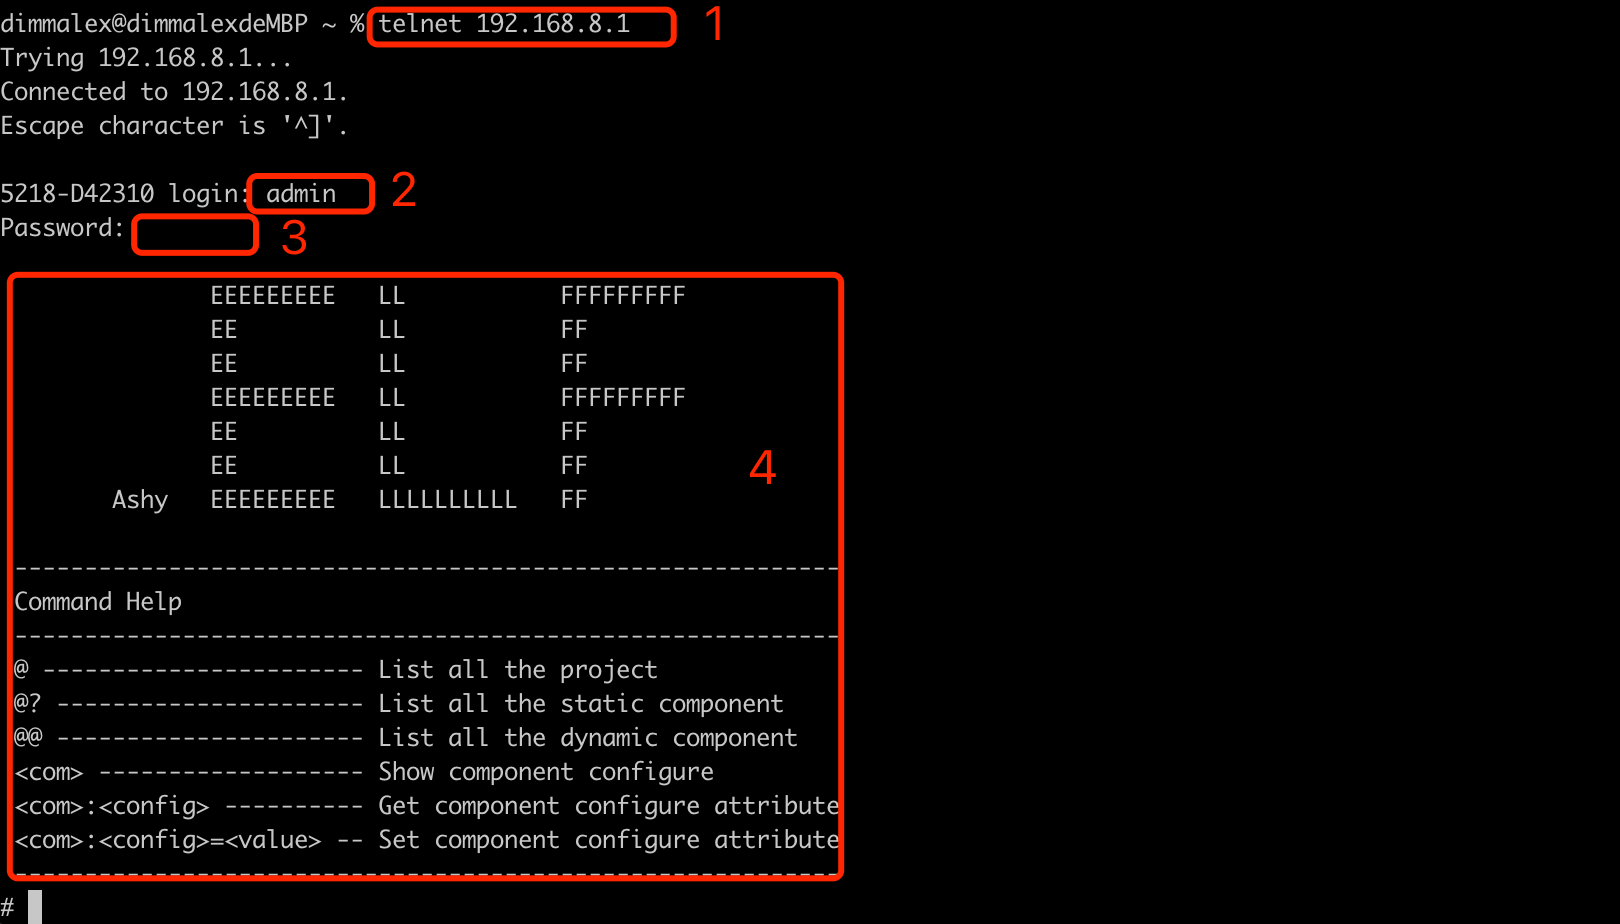 dimmalex@dimmalexdeMBP ~ % telnet 192.168.8.1 1
Trying 192.168.8.1...
Connected to 192.168.8.1.
Escape character is '^]'.
5218-D42310 login: admin 2
Password: 3
EEEEEEEEE LL FFFFFFFFF
EE LL FF
EE LL FF
EEEEEEEEE LL FFFFFFFFF
EE LL FF
EE LL FF 4
Ashy EEEEEEEEE LLLLLLLLLL FF
-----------------------------------------------------------
Command Help
-----------------------------------------------------------
@ ----------------------- List all the project
@? ---------------------- List all the static component
@@ ---------------------- List all the dynamic component
<com> ------------------- Show component configure
<com>:<config> ---------- Get component configure attribute
<com>:<config>=<value> -- Set component configure attribute
-----------------------------------------------------------
#